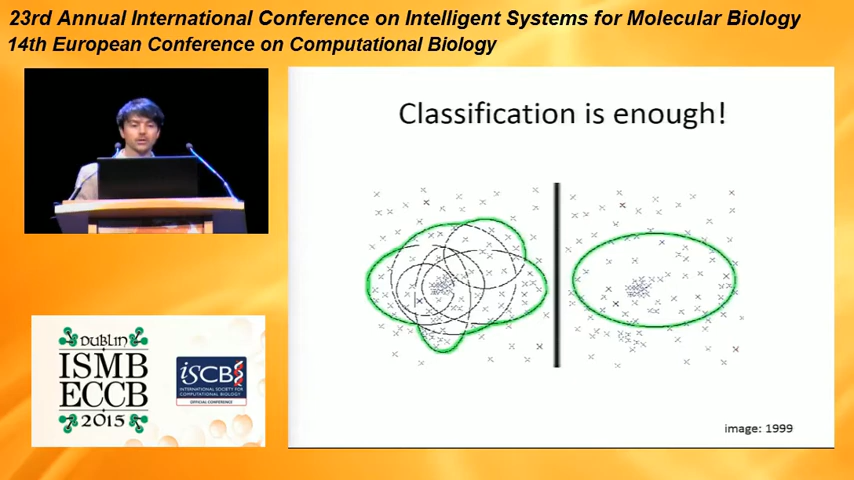 23rd Annual International Conference on Intelligent Systems for Molecular Biology
14th European Conference on Computational Biology
Classification is enough!
image: 1999
DUBLIN
ISMB
ECCB
2015
ISCB
INTERNATIONAL SOCIETY FOR
COMPUTATIONAL BIOLOGY
OFFICIAL CONFERENCE